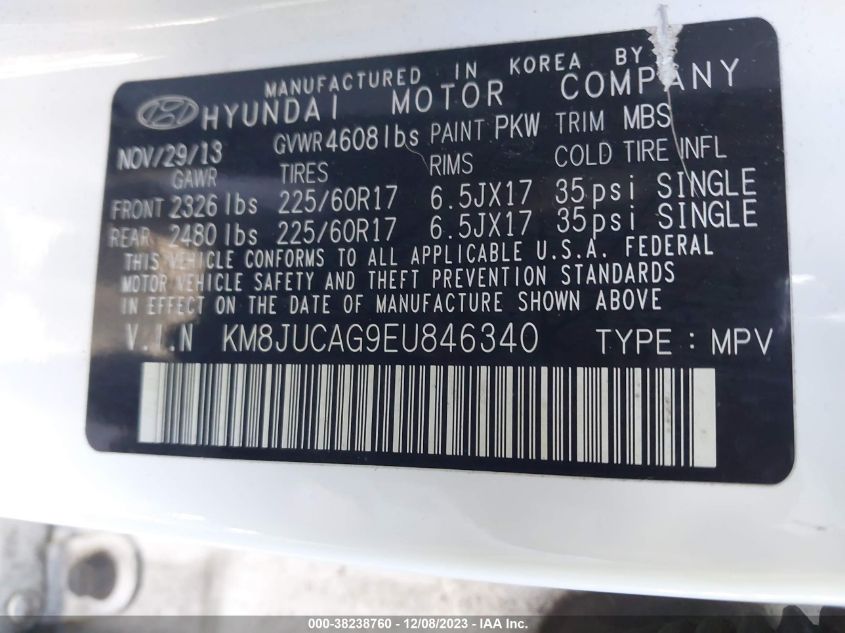 MANUFACTURED IN KOREA BY
HYUNDAI MOTOR COMPANY
NOV/29/13 GVWR 4608 lbs PAINT PKW TRIM MBS
GAWR TIRES RIMS COLD TIRE INFL
FRONT 2326 lbs 225/60R17 6.5JX17 35psi SINGLE
REAR 2480 lbs 225/60R17 6.5JX17 35psi SINGLE
THIS VEHICLE CONFORMS TO ALL APPLICABLE U.S.A. FEDERAL
MOTOR VEHICLE SAFETY AND THEFT PREVENTION STANDARDS
IN EFFECT ON THE DATE OF MANUFACTURE SHOWN ABOVE
V.I.N KM8JUCAG9EU846340 TYPE : MPV
000-38238760 - 12/08/2023 - IAA Inc.